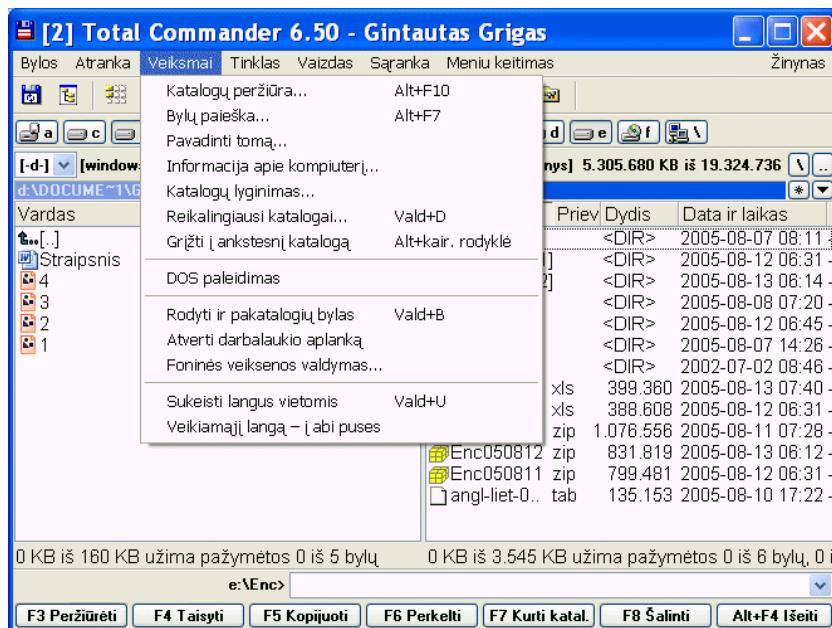 [2] Total Commander 6.50 - Gintautas Grigas
Bylos Atranka Veiksmai Tinklas Vaizdas Sąranka Meniu keitimas Žinynas
Katalogų peržiūra... Alt+F10
Bylų paieška... Alt+F7
Pavadinti tomą...
Informacija apie kompiuterį...
Katalogų lyginimas...
Reikalingiausi katalogai... Vald+D
Grįžti į ankstesnį katalogą Alt+kair. rodyklė
DOS paleidimas
Rodyti ir pakatalogių bylas Vald+B
Atverti darbalaukio aplanką
Foninės veiksenos valdymas...
Sukeisti langus vietomis Vald+U
Veikiamąjį langą – į abi puses
a c d e f \
[-d-] 5.305.680 KB iš 19.324.736 \ ..
d:\DOCUME~1\G * ▼
Vardas
[..]
Straipsnis
4
3
2
1
Priev Dydis Data ir laikas
<DIR> 2005-08-07 08:11
<DIR> 2005-08-12 06:31 -
<DIR> 2005-08-13 06:14 -
<DIR> 2005-08-08 07:20 -
<DIR> 2005-08-12 06:45 -
<DIR> 2005-08-07 14:26 -
<DIR> 2002-07-02 08:46 -
xls 399.360 2005-08-13 07:40 -
xls 388.608 2005-08-12 06:31 -
zip 1.076.556 2005-08-11 07:28 -
Enc050812 zip 831.819 2005-08-13 06:12 -
Enc050811 zip 799.481 2005-08-12 06:31 -
angl-liet-0.. tab 135.153 2005-08-10 17:22 -
0 KB iš 160 KB užima pažymėtos 0 iš 5 bylų
0 KB iš 3.545 KB užima pažymėtos 0 iš 6 bylų, 0 i
e:\Enc>
F3 Peržiūrėti F4 Taisyti F5 Kopijuoti F6 Perkelti F7 Kurti katal. F8 Šalinti Alt+F4 Išeiti